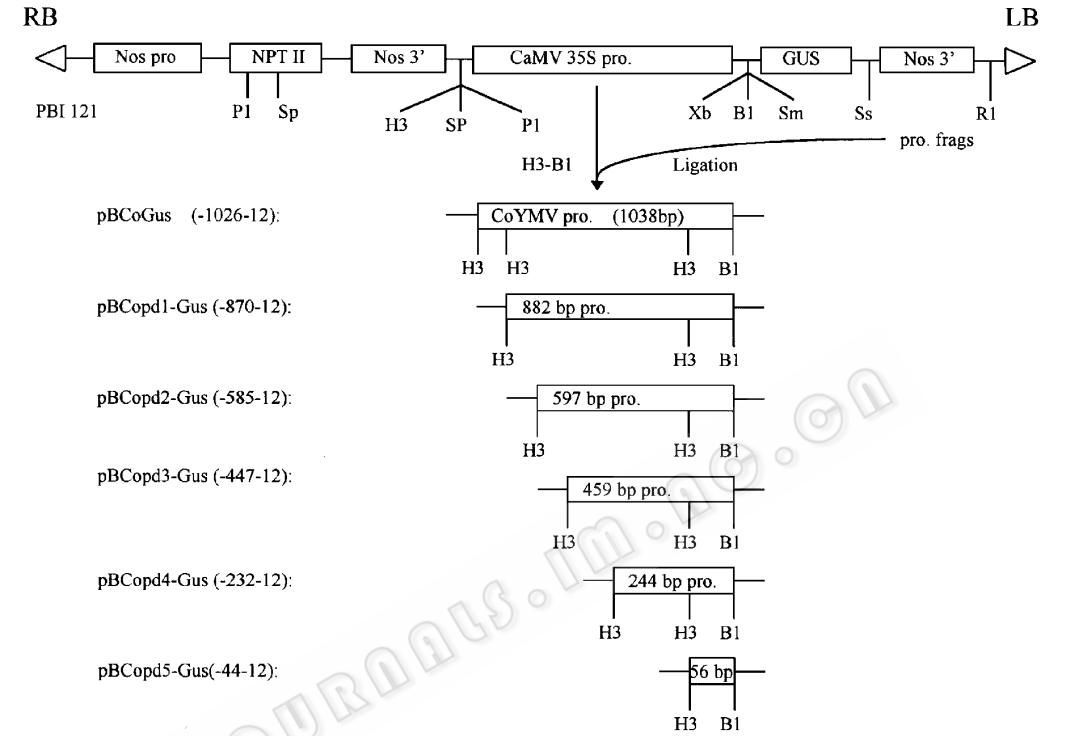 RB LB
Nos pro NPT II Nos 3' CaMV 35S pro. GUS Nos 3'
PBI 121 P1 Sp H3 SP P1 Xb B1 Sm Ss R1
pro. frags
H3-B1 Ligation
pBCoGus (-1026-12): CoYMV pro. (1038bp)
H3 H3 H3 B1
pBCopd1-Gus (-870-12): 882 bp pro.
H3 H3 B1
pBCopd2-Gus (-585-12): 597 bp pro.
H3 H3 B1
pBCopd3-Gus (-447-12): 459 bp pro.
H3 H3 B1
pBCopd4-Gus (-232-12): 244 bp pro.
H3 H3 B1
pBCopd5-Gus(-44-12): 56 bp
H3 B1
OURNALS.IM.AC.CN